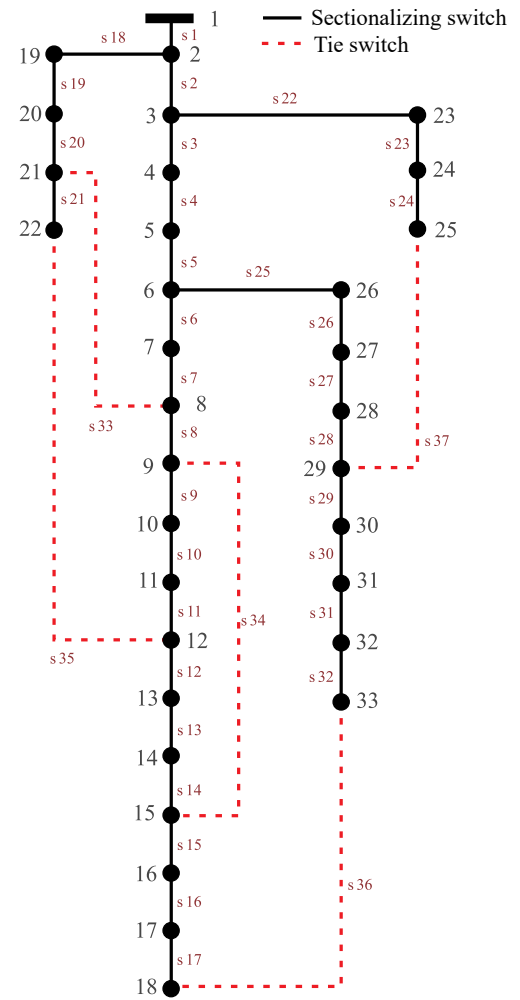 1
Sectionalizing switch
Tie switch
s 1
s 18
19
2
s 19
s 2
s 22
20
3
23
s 20
s 3
s 23
21
4
24
s 21
s 4
s 24
22
5
25
s 5
s 25
6
26
s 6
s 26
7
27
s 7
s 27
8
28
s 33
s 8
s 28
s 37
9
29
s 9
s 29
10
30
s 10
s 30
11
31
s 11
s 31
s 34
12
32
s 35
s 12
s 32
13
33
s 13
14
s 14
15
s 15
16
s 36
s 16
17
s 17
18